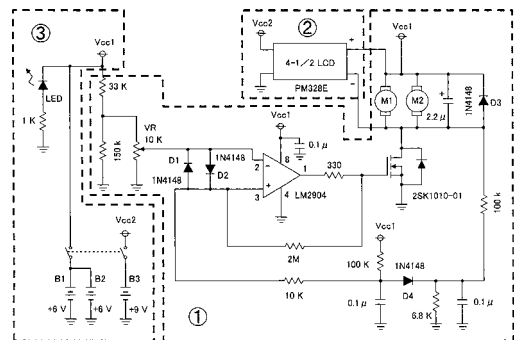 ③
Vcc1
LED
1 K
33 K
150 k
VR
10 K
Vcc2
B1
B2
B3
+6 V
+6 V
+9 V
②
Vcc2
4-1/2 LCD
PM328E
+
-
Vcc1
M1
M2
+
2.2 μ
1N4148
D3
Vcc1
0.1 μ
D1
1N4148
1N4148
D2
2
-
8
+
3
4
1
LM2904
330
2SK1010-01
100 k
2M
Vcc1
100 K
1N4148
D4
10 K
0.1 μ
6.8 K
0.1 μ
①